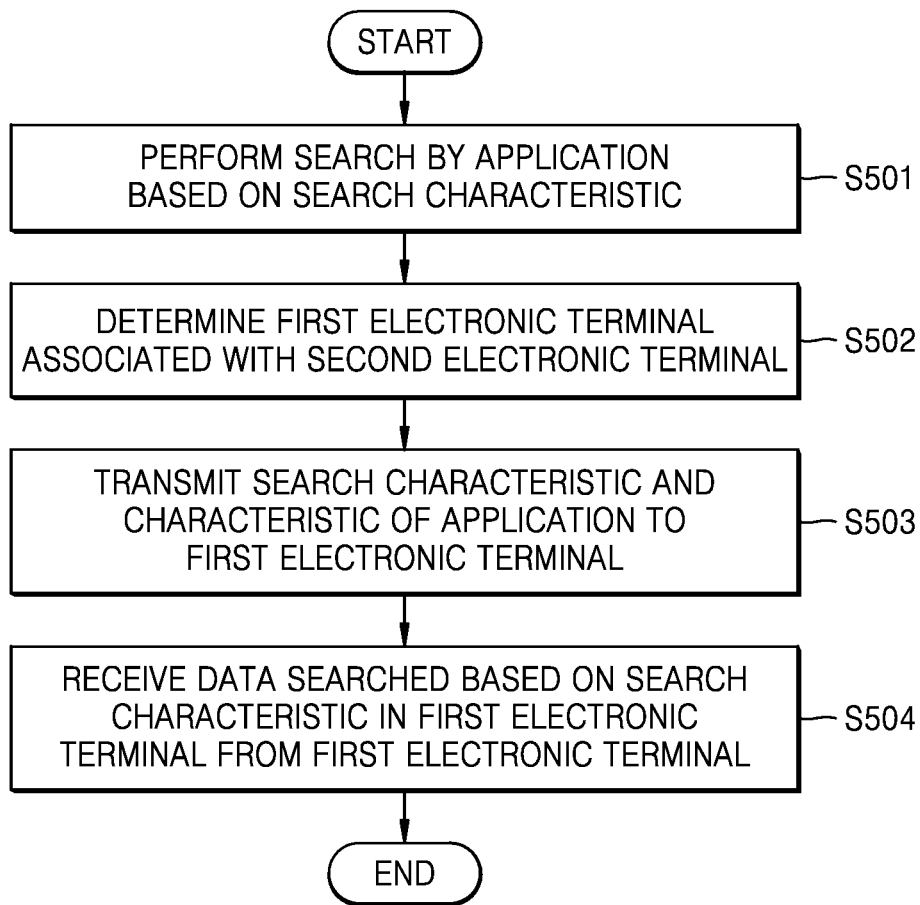 START
PERFORM SEARCH BY APPLICATION
BASED ON SEARCH CHARACTERISTIC
S501
DETERMINE FIRST ELECTRONIC TERMINAL
ASSOCIATED WITH SECOND ELECTRONIC TERMINAL
S502
TRANSMIT SEARCH CHARACTERISTIC AND
CHARACTERISTIC OF APPLICATION TO
FIRST ELECTRONIC TERMINAL
S503
RECEIVE DATA SEARCHED BASED ON SEARCH
CHARACTERISTIC IN FIRST ELECTRONIC
TERMINAL FROM FIRST ELECTRONIC TERMINAL
S504
END